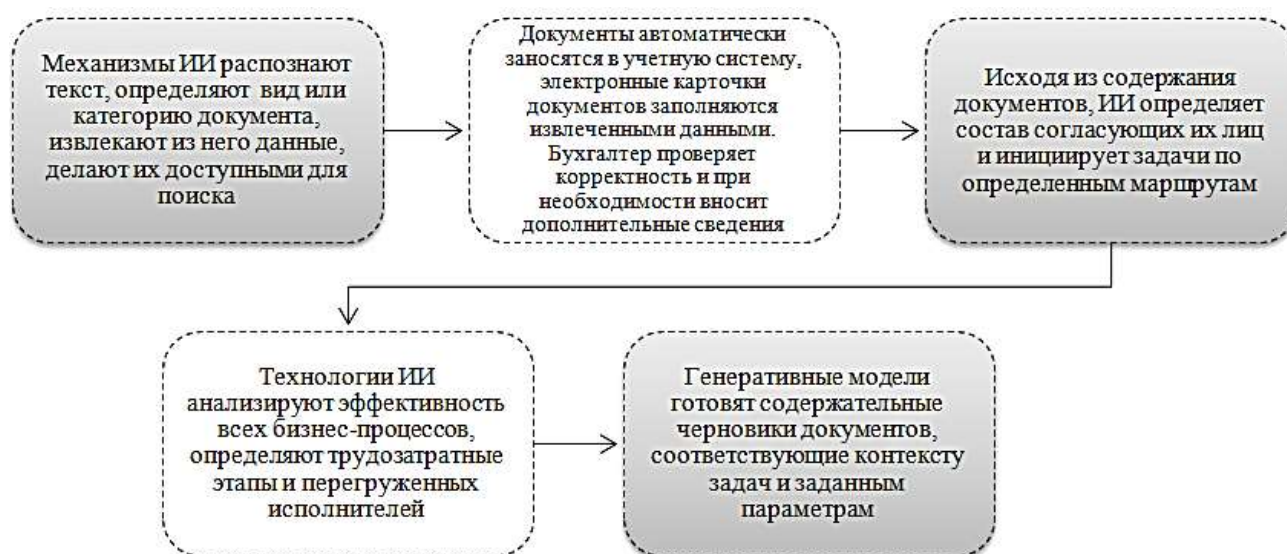 Механизмы ИИ распознают
текст, определяют вид или
категорию документа,
извлекают из него данные,
делают их доступными для
поиска
Документы автоматически
заносятся в учетную систему,
электронные карточки
документов заполняются
извлеченными данными.
Бухгалтер проверяет
корректность и при
необходимости вносит
дополнительные сведения
Исходя из содержания
документов, ИИ определяет
состав согласующих их лиц
и инициирует задачи по
определенным маршрутам
Технологии ИИ
анализируют эффективность
всех бизнес-процессов,
определяют трудозатратные
этапы и перегруженных
исполнителей
Генеративные модели
готовят содержательные
черновики документов,
соответствующие контексту
задач и заданным
параметрам